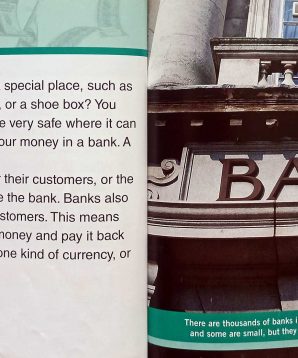 special place, such as
, or a shoe box? You
e very safe where it can
our money in a bank. A
r their customers, or the
e the bank. Banks also
stomers. This means
money and pay it back
one kind of currency, or
BA
There are thousands of banks i
and some are small, but they